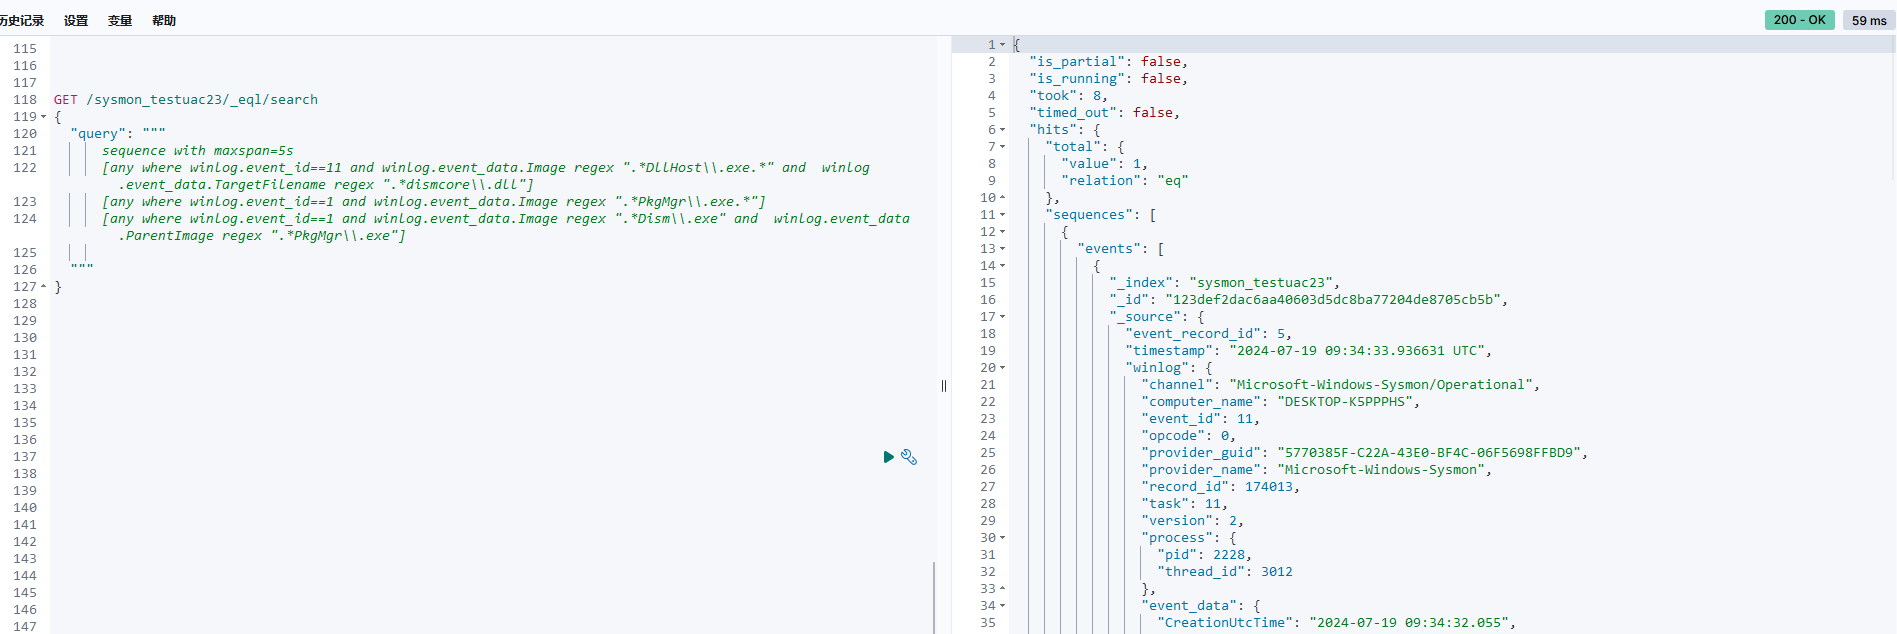 历史记录 设置 变量 帮助
200 - OK 59 ms
115
116
117
118 GET /sysmon_testuac23/_eql/search
119 {
120 "query": """
121 sequence with maxspan=5s
122 [any where winlog.event_id==11 and winlog.event_data.Image regex ".*DllHost\\.exe.*" and winlog
.event_data.TargetFilename regex ".*dismcore\\.dll"]
123 [any where winlog.event_id==1 and winlog.event_data.Image regex ".*PkgMgr\\.exe.*"]
124 [any where winlog.event_id==1 and winlog.event_data.Image regex ".*Dism\\.exe" and winlog.event_data
.ParentImage regex ".*PkgMgr\\.exe"]
125
126 """
127 }
128
129
130
131
132
133
134
135
136
137
138
139
140
141
142
143
144
145
146
147
1 {
2 "is_partial": false,
3 "is_running": false,
4 "took": 8,
5 "timed_out": false,
6 "hits": {
7 "total": {
8 "value": 1,
9 "relation": "eq"
10 },
11 "sequences": [
12 {
13 "events": [
14 {
15 "_index": "sysmon_testuac23",
16 "_id": "123def2dac6aa40603d5dc8ba77204de8705cb5b",
17 "_source": {
18 "event_record_id": 5,
19 "timestamp": "2024-07-19 09:34:33.936631 UTC",
20 "winlog": {
21 "channel": "Microsoft-Windows-Sysmon/Operational",
22 "computer_name": "DESKTOP-K5PPPHS",
23 "event_id": 11,
24 "opcode": 0,
25 "provider_guid": "5770385F-C22A-43E0-BF4C-06F5698FFBD9",
26 "provider_name": "Microsoft-Windows-Sysmon",
27 "record_id": 174013,
28 "task": 11,
29 "version": 2,
30 "process": {
31 "pid": 2228,
32 "thread_id": 3012
33 },
34 "event_data": {
35 "CreationUtcTime": "2024-07-19 09:34:32.055",